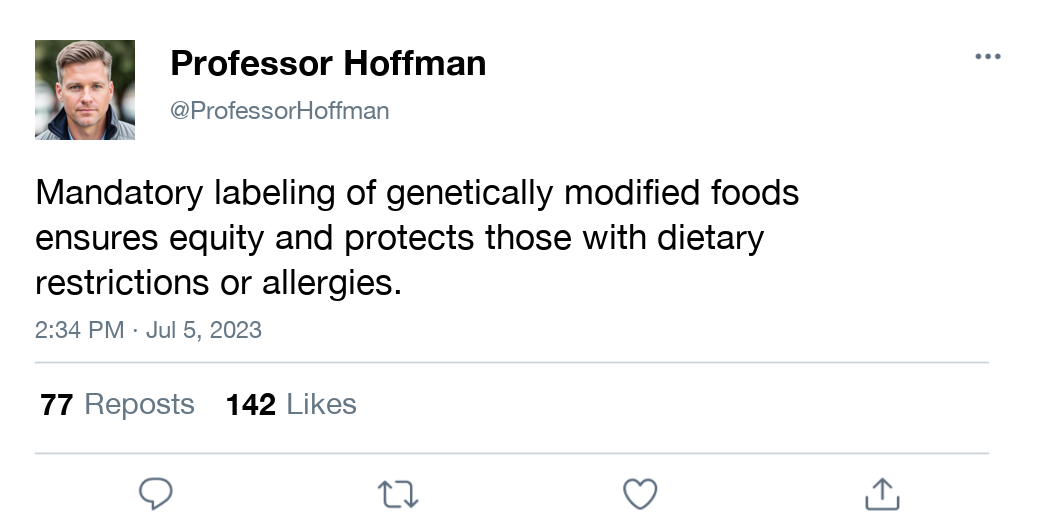 Professor Hoffman
@ProfessorHoffman
Mandatory labeling of genetically modified foods
ensures equity and protects those with dietary
restrictions or allergies.
2:34 PM · Jul 5, 2023
77 Reposts 142 Likes